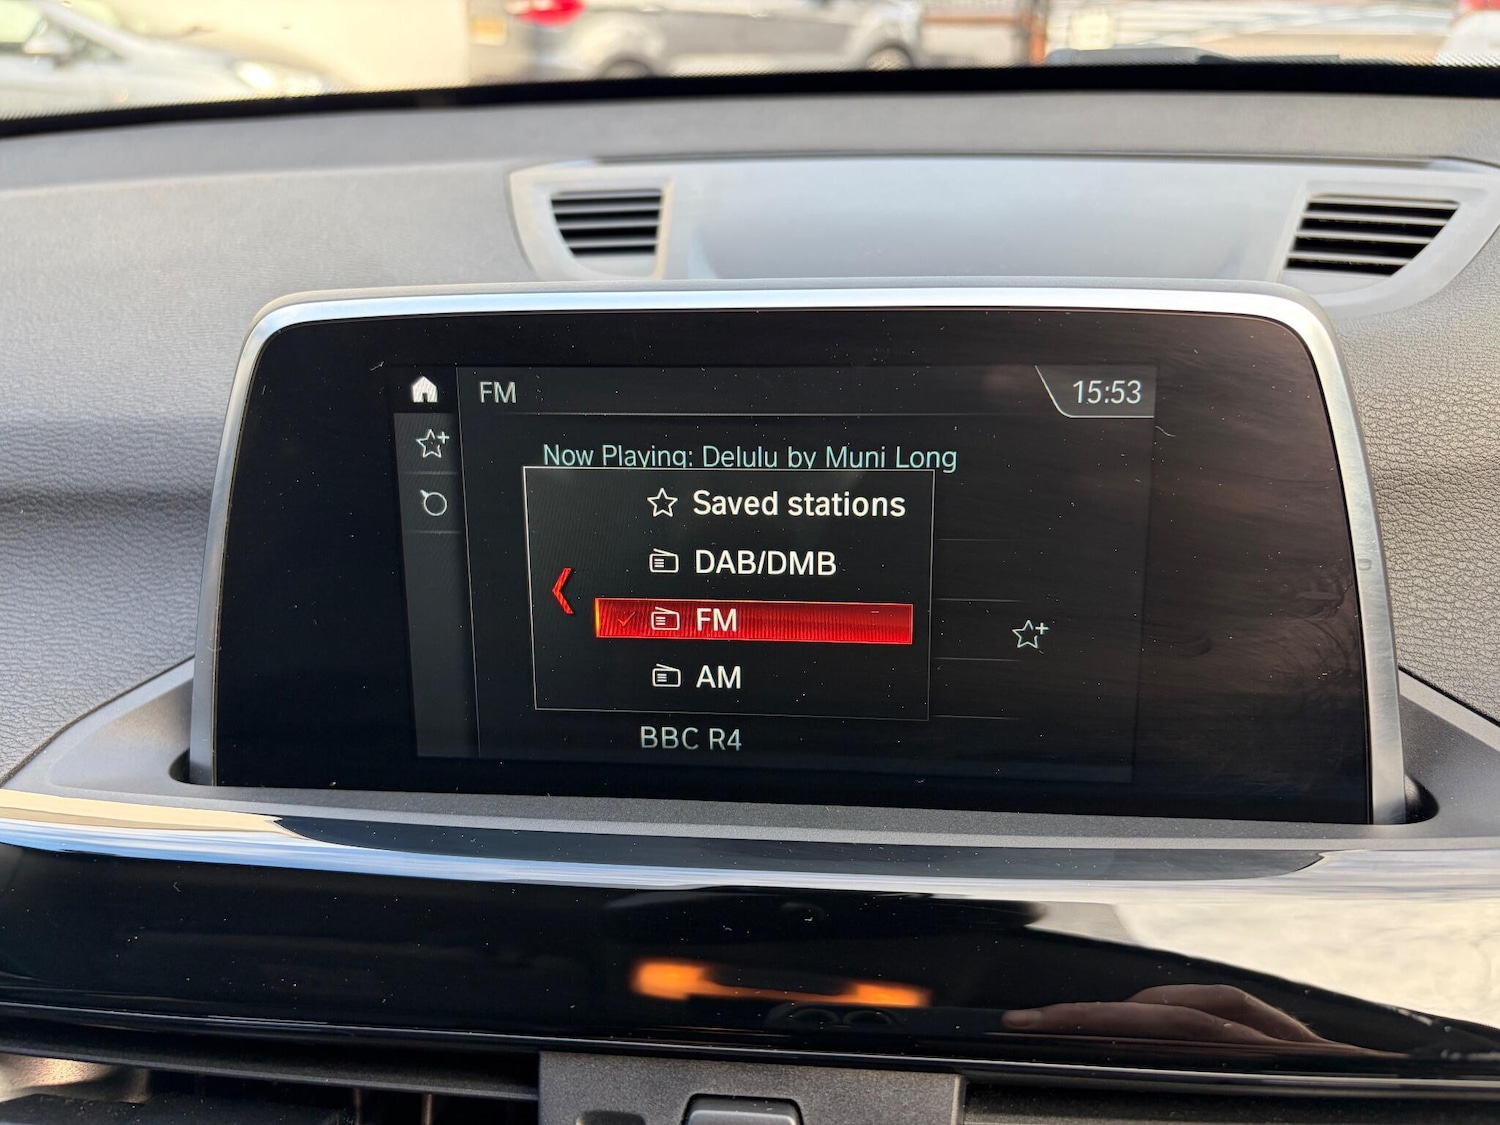 FM
15:53
Now Playing: Delulu by Muni Long
Saved stations
DAB/DMB
FM
AM
BBC R4